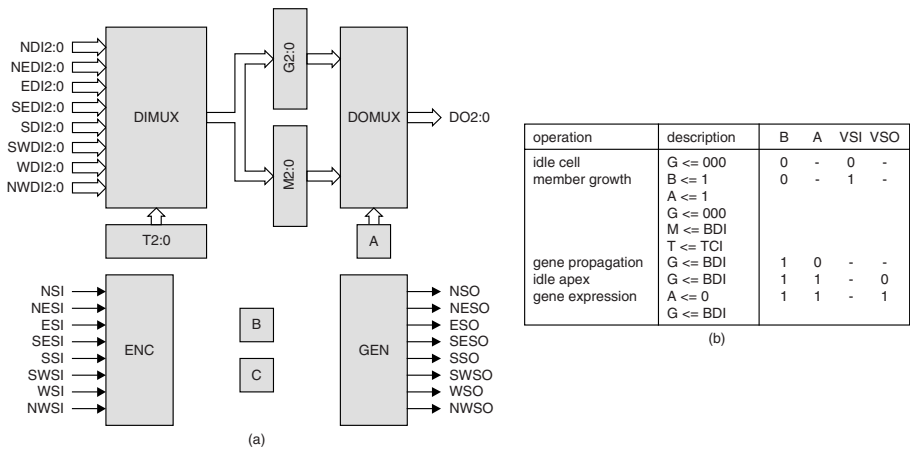 NDI2:0
NEDI2:0
EDI2:0
SEDI2:0
SDI2:0
SWDI2:0
WDI2:0
NWDI2:0
DIMUX
T2:0
G2:0
M2:0
DOMUX
DO2:0
A
NSI
NESI
ESI
SESI
SSI
SWSI
WSI
NWSI
ENC
B
C
GEN
NSO
NESO
ESO
SESO
SSO
SWSO
WSO
NWSO
(a)
operation description B A VSI VSO
idle cell G <= 000 0 - 0 -
member growth B <= 1 0 - 1 -
A <= 1
G <= 000
M <= BDI
T <= TCI
gene propagation G <= BDI 1 0 - -
idle apex G <= BDI 1 1 - 0
gene expression A <= 0 1 1 - 1
G <= BDI
(b)